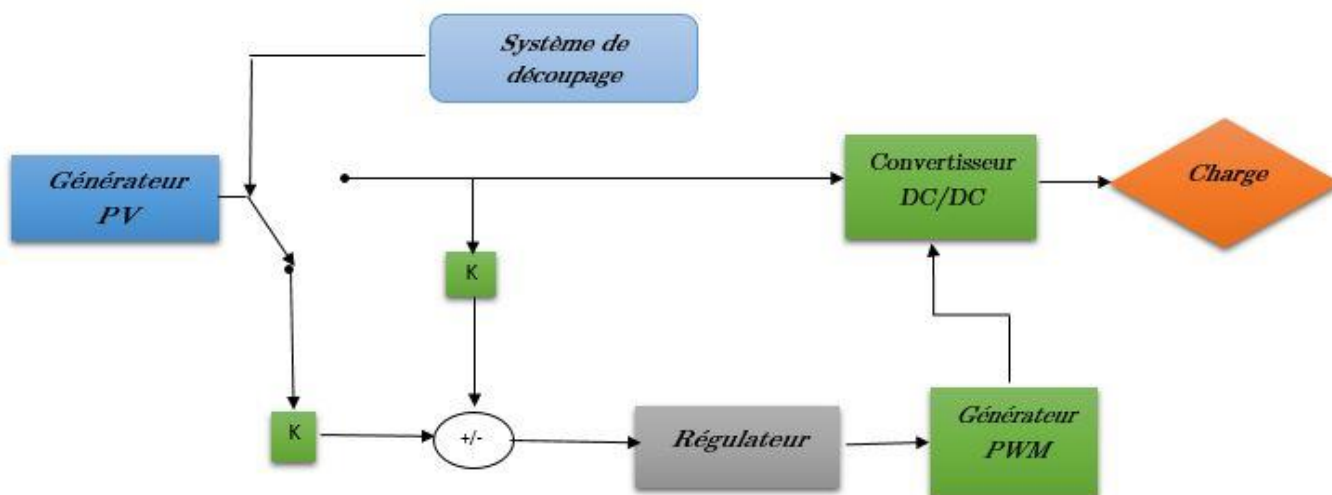 Système de
découpage
Générateur
PV
Convertisseur
DC/DC
Charge
K
K
+/-
Régulateur
Générateur
PWM